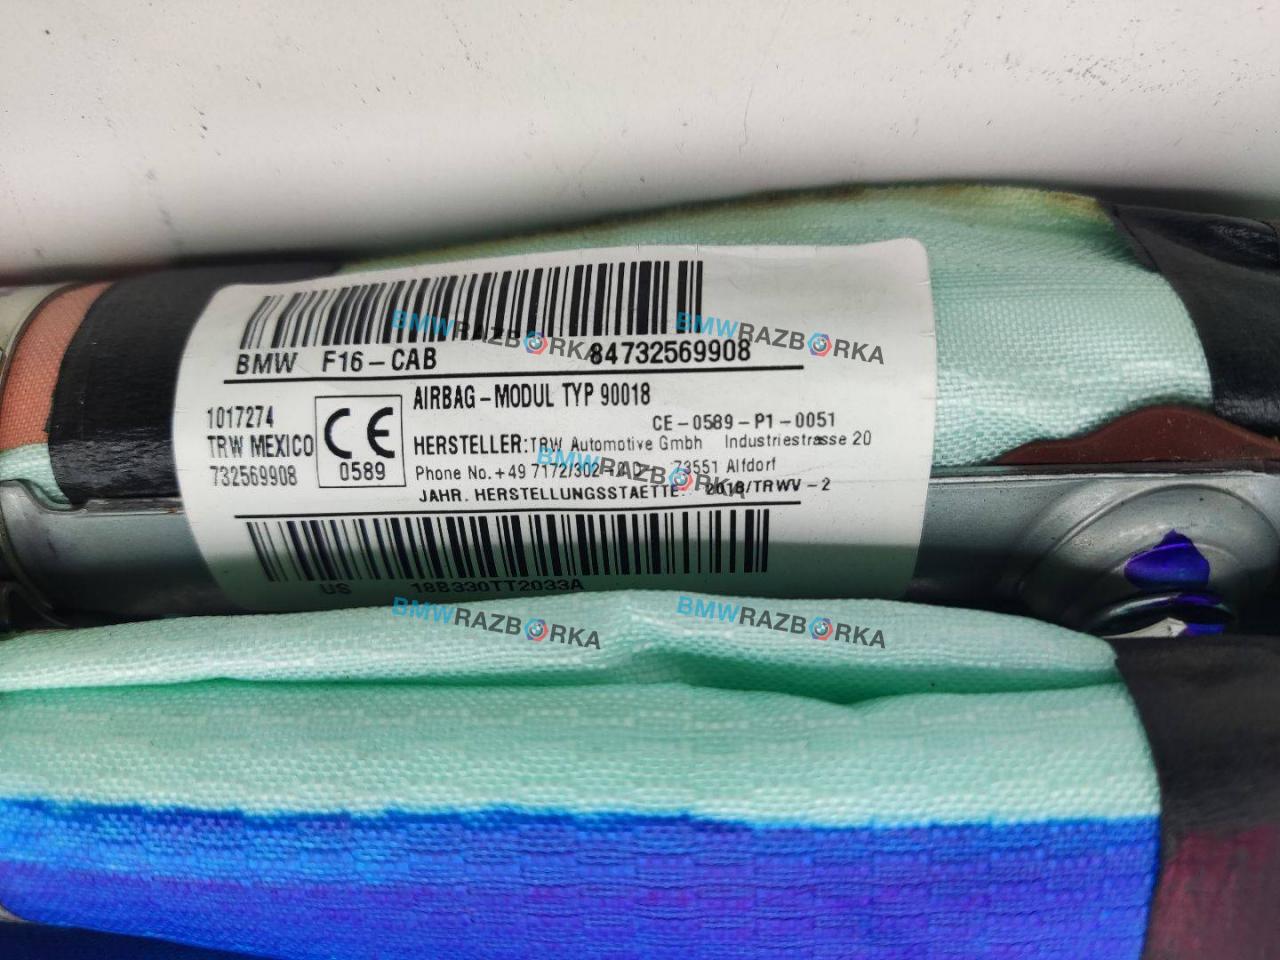 BMW F16-CAB 84732569908
AIRBAG-MODUL TYP 90018
1017274
TRW MEXICO
732569908
CE
0589
CE-0589-P1-0051
HERSTELLER: TRW Automotive Gmbh Industriestrasse 20
Phone No. +49 7172/302 73551 Alfdorf
JAHR. HERSTELLUNGSSTAETTE: 2018/TRWV-2
US 18B330TT2033A
BMWRAZBORKA
BMWRAZBORKA
BMWRAZBORKA
BMWRAZBORKA
BMWRAZBORKA